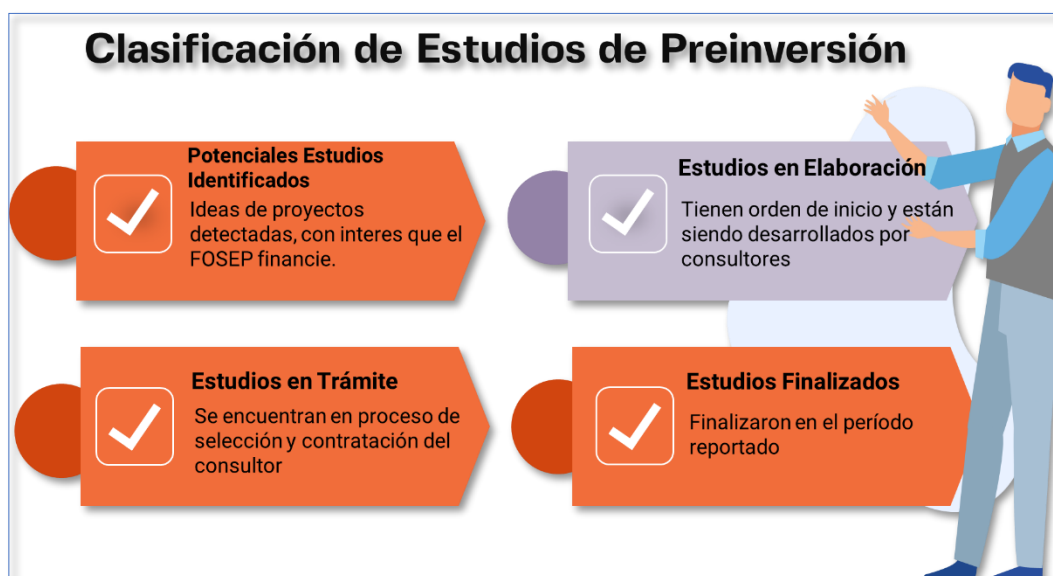 Clasificación de Estudios de Preinversión
Potenciales Estudios
Identificados
Ideas de proyectos
detectadas, con interes que el
FOSEP financie.
Estudios en Trámite
Se encuentran en proceso de
selección y contratación del
consultor
Estudios en Elaboración
Tienen orden de inicio y están
siendo desarrollados por
consultores
Estudios Finalizados
Finalizaron en el período
reportado